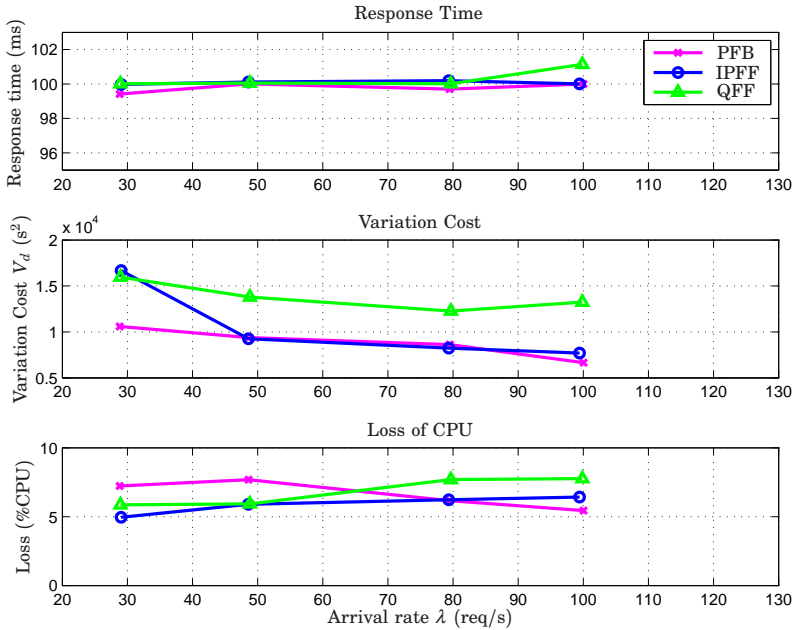 Response Time
Response time (ms)
102
100
98
96
20 30 40 50 60 70 80 90 100 110 120 130
PFB
IPFF
QFF
x 10^4
Variation Cost
Variation Cost V_d (s^2)
2
1.5
1
0.5
20 30 40 50 60 70 80 90 100 110 120 130
Loss of CPU
Loss (%CPU)
10
5
0
20 30 40 50 60 70 80 90 100 110 120 130
Arrival rate λ (req/s)